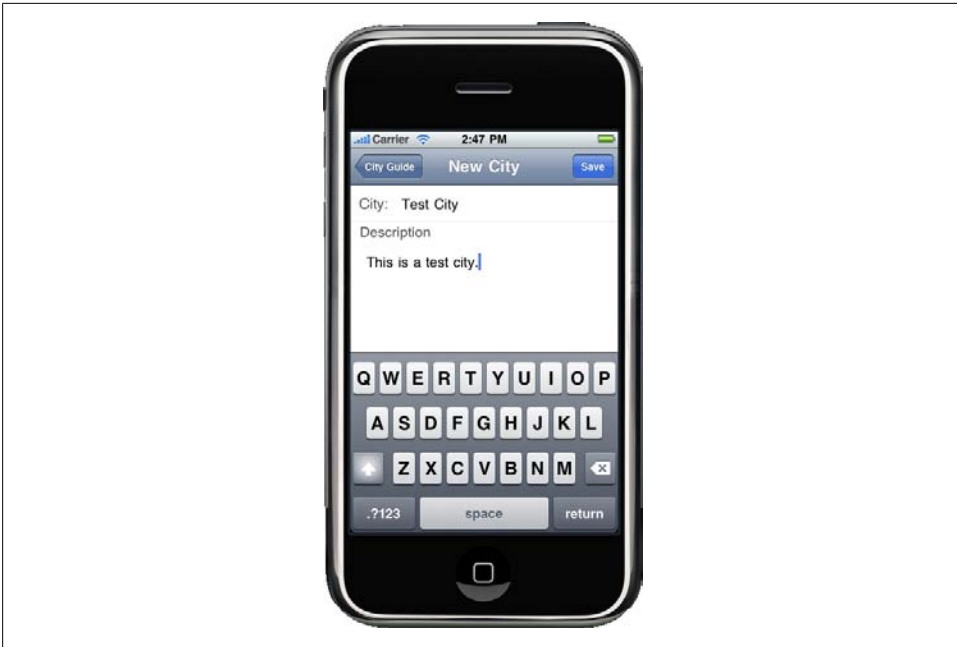 Carrier 2:47 PM
City Guide New City Save
City: Test City
Description
This is a test city.
Q W E R T Y U I O P
A S D F G H J K L
Z X C V B N M
.?123 space return